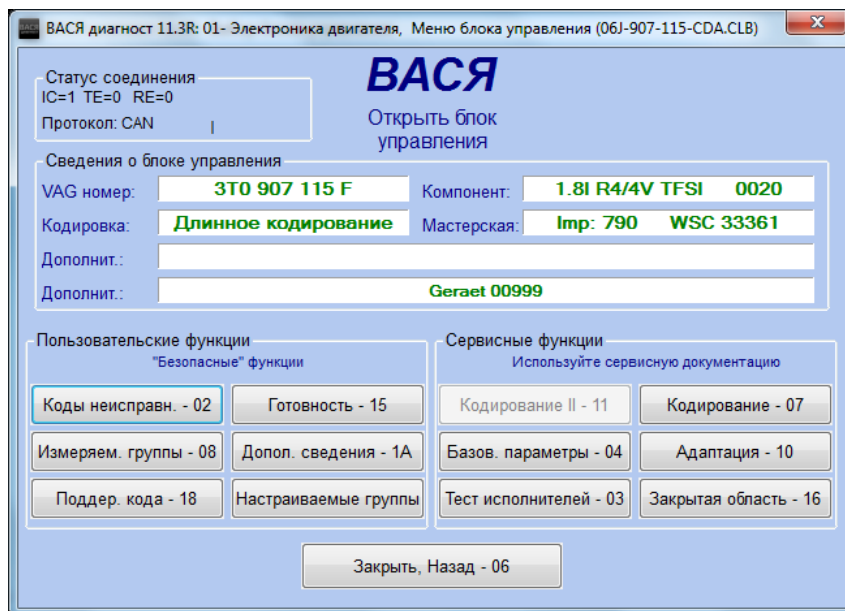 ВАСЯ диагност 11.3R: 01- Электроника двигателя, Меню блока управления (06J-907-115-CDA.CLB)
Статус соединения
IC=1 TE=0 RE=0
Протокол: CAN
ВАСЯ
Открыть блок
управления
Сведения о блоке управления
VAG номер: 3T0 907 115 F Компонент: 1.8l R4/4V TFSI 0020
Кодировка: Длинное кодирование Мастерская: Imp: 790 WSC 33361
Дополнит.:
Дополнит.: Geraet 00999
Пользовательские функции
"Безопасные" функции
Коды неисправн. - 02 Готовность - 15
Измеряем. группы - 08 Допол. сведения - 1A
Поддер. кода - 18 Настраиваемые группы
Сервисные функции
Используйте сервисную документацию
Кодирование II - 11 Кодирование - 07
Базов. параметры - 04 Адаптация - 10
Тест исполнителей - 03 Закрытая область - 16
Закрыть, Назад - 06